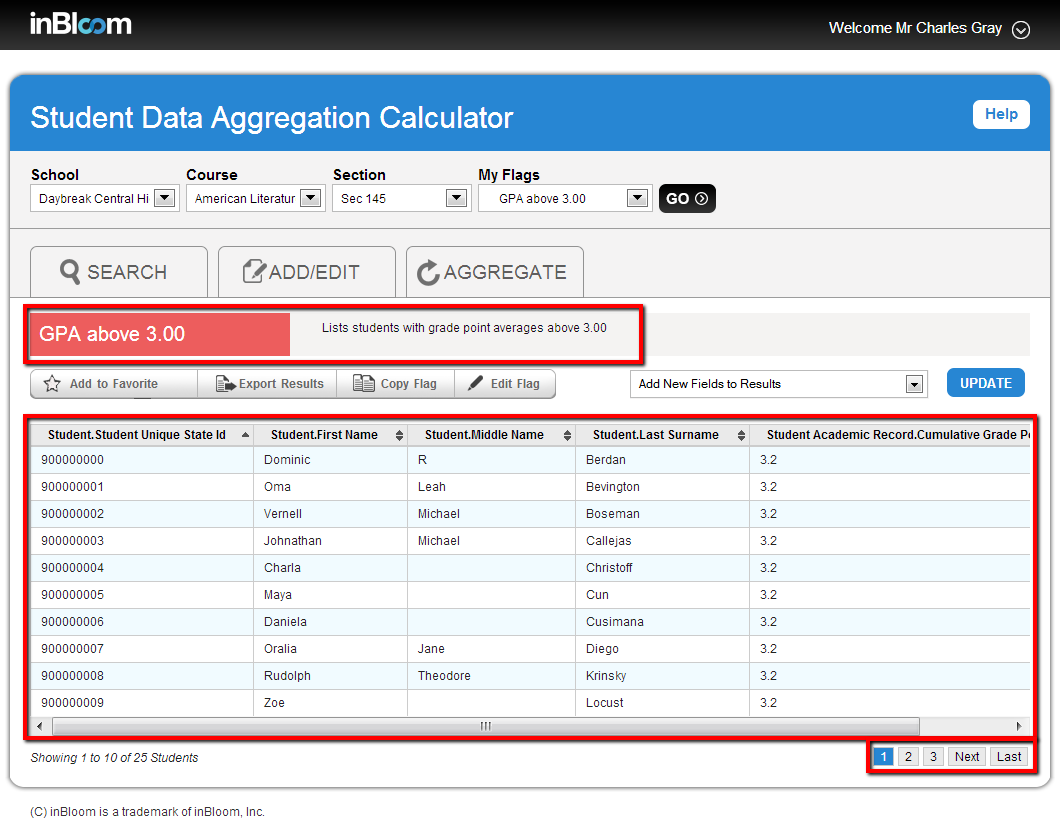 inBloom
Welcome Mr Charles Gray
Student Data Aggregation Calculator
Help
School Course Section My Flags
Daybreak Central Hi American Literatur Sec 145 GPA above 3.00 GO
SEARCH ADD/EDIT AGGREGATE
GPA above 3.00 Lists students with grade point averages above 3.00
Add to Favorite Export Results Copy Flag Edit Flag Add New Fields to Results UPDATE
Student.Student Unique State Id Student.First Name Student.Middle Name Student.Last Surname Student Academic Record.Cumulative Grade P
900000000 Dominic R Berdan 3.2
900000001 Oma Leah Bevington 3.2
900000002 Vernell Michael Boseman 3.2
900000003 Johnathan Michael Callejas 3.2
900000004 Charla Christoff 3.2
900000005 Maya Cun 3.2
900000006 Daniela Cusimana 3.2
900000007 Oralia Jane Diego 3.2
900000008 Rudolph Theodore Krinsky 3.2
900000009 Zoe Locust 3.2
Showing 1 to 10 of 25 Students 1 2 3 Next Last
(C) inBloom is a trademark of inBloom, Inc.